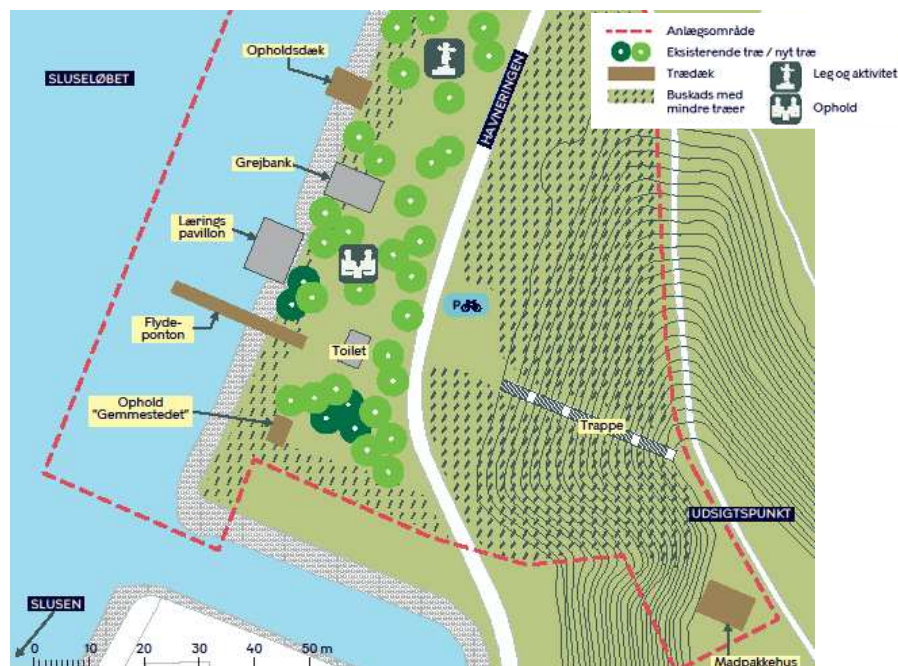 SLUSELØBET
Opholdsdæk
HAVNERINGEN
Anlægsområde
Eksisterende træ / nyt træ
Trædæk
Buskads med
mindre træer
Leg og aktivitet
Ophold
Grejbank
Lærings
pavillon
P
Flyde-
ponton
Toilet
Ophold
"Gemmestedet"
Trappe
UDSIGTSPUNKT
SLUSEN
0 10 20 30 40 50 m
Madpakkehus